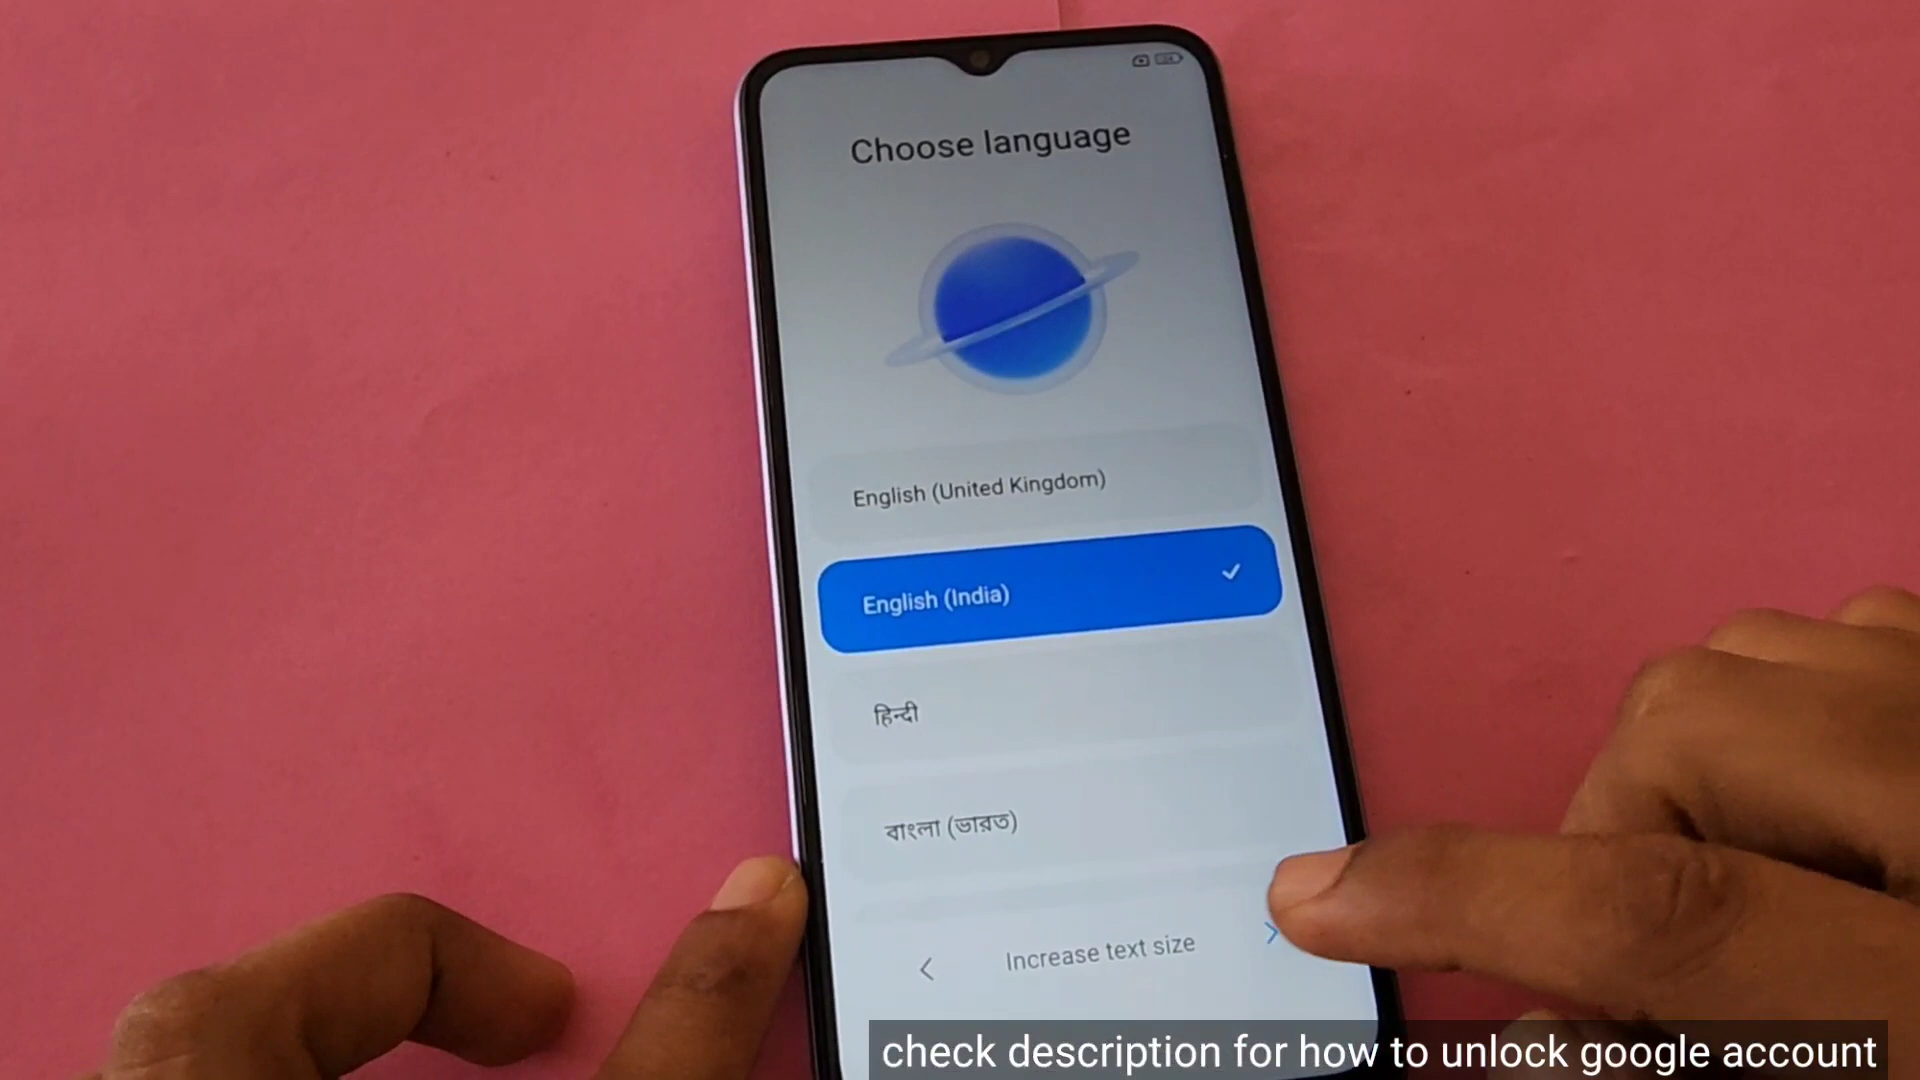 Choose language
English (United Kingdom)
English (India)
हिन्दी
বাংলা (ভারত)
Increase text size
check description for how to unlock google account